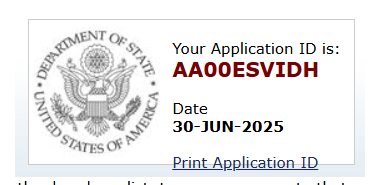 DEPARTMENT OF STATE
UNITED STATES OF AMERICA
Your Application ID is:
AA00ESVIDH
Date
30-JUN-2025
Print Application ID